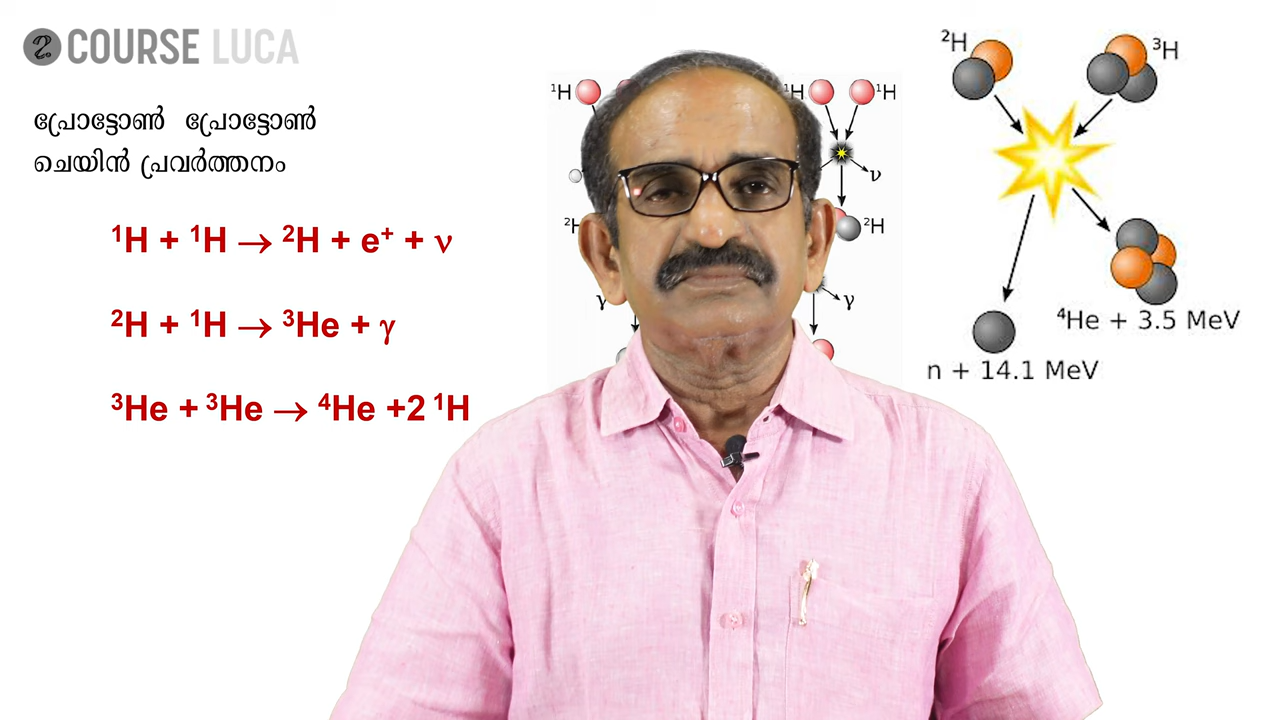 COURSE LUCA
പ്രോട്ടോൺ പ്രോട്ടോൺ
ചെയിൻ പ്രവർത്തനം
¹H + ¹H → ²H + e⁺ + ν
²H + ¹H → ³He + γ
³He + ³He → ⁴He +2 ¹H
¹H
¹H
¹H
ν
²H
²H
γ
γ
²H
³H
⁴He + 3.5 MeV
n + 14.1 MeV